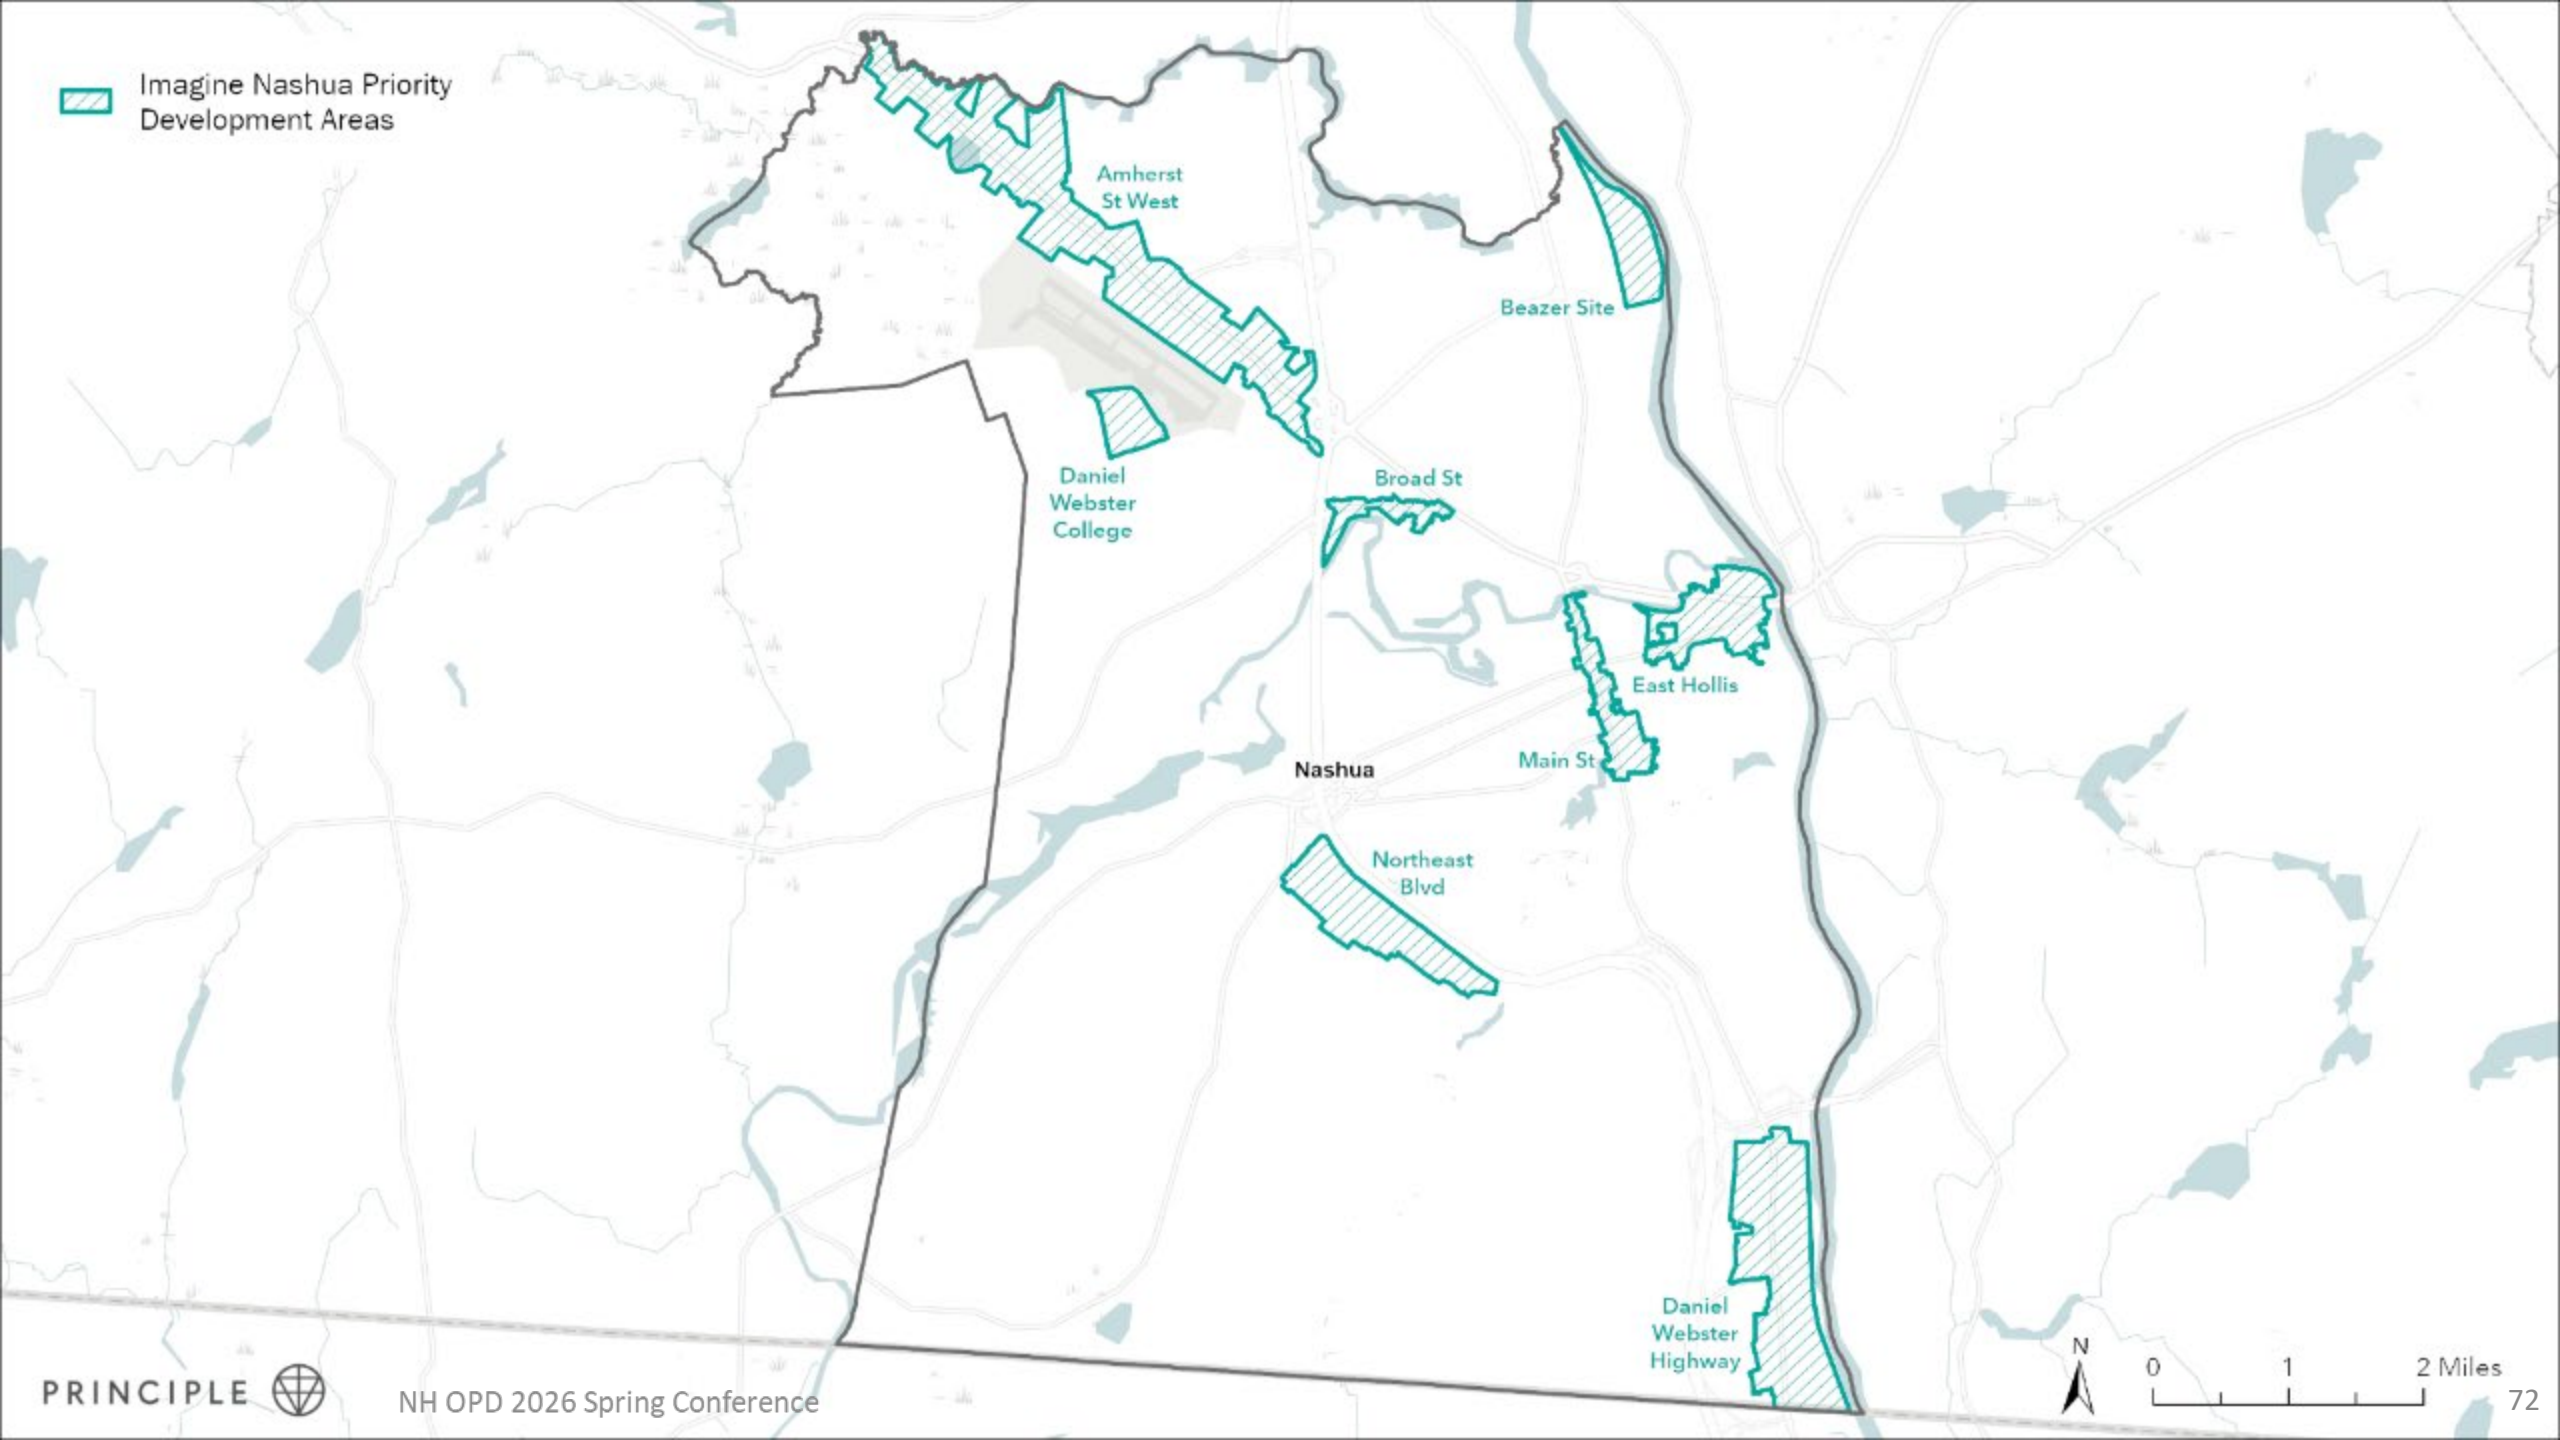 Imagine Nashua Priority
Development Areas
Amherst
St West
Beazer Site
Daniel
Webster
College
Broad St
East Hollis
Main St
Nashua
Northeast
Blvd
Daniel
Webster
Highway
N
0 1 2 Miles
PRINCIPLE
NH OPD 2026 Spring Conference
72